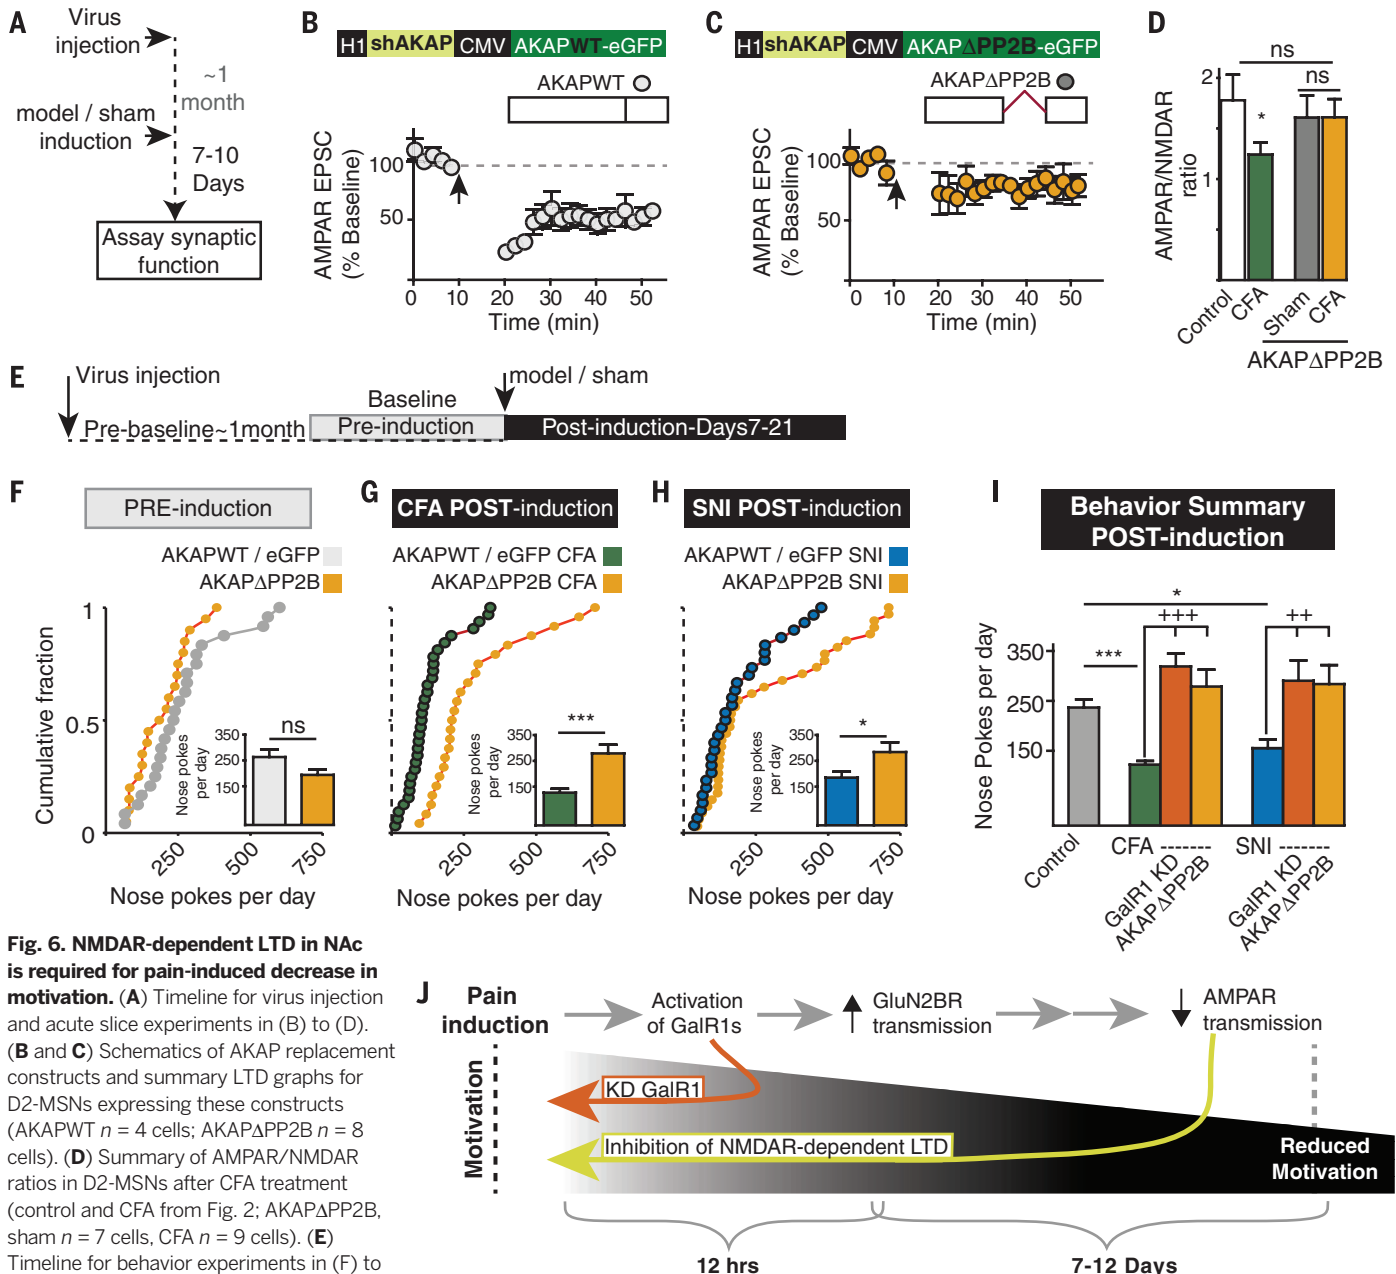 A
Virus
injection
~1
month
model / sham
induction
7-10
Days
Assay synaptic
function
B
H1 shAKAP CMV AKAPWT-eGFP
AKAPWT
AMPAR EPSC
(% Baseline)
100
50
0 10 20 30 40 50
Time (min)
C
H1 shAKAP CMV AKAPΔPP2B-eGFP
AKAPΔPP2B
AMPAR EPSC
(% Baseline)
100
50
0 10 20 30 40 50
Time (min)
D
ns
ns
*
AMPAR/NMDAR
ratio
2
1
Control
CFA
Sham
CFA
AKAPΔPP2B
E
Virus injection
model / sham
Baseline
Pre-baseline~1month
Pre-induction
Post-induction-Days7-21
F
PRE-induction
AKAPWT / eGFP
AKAPΔPP2B
Cumulative fraction
1
0.5
0
ns
Nose pokes
per day
350
150
250 500 750
Nose pokes per day
G
CFA POST-induction
AKAPWT / eGFP CFA
AKAPΔPP2B CFA
***
Nose pokes
per day
350
150
250 500 750
Nose pokes per day
H
SNI POST-induction
AKAPWT / eGFP SNI
AKAPΔPP2B SNI
*
Nose pokes
per day
350
150
250 500 750
Nose pokes per day
I
Behavior Summary
POST-induction
*
+++
++
***
Nose Pokes per day
350
250
150
Control
CFA -------
GalR1 KD
AKAPΔPP2B
SNI -------
GalR1 KD
AKAPΔPP2B
Fig. 6. NMDAR-dependent LTD in NAc
is required for pain-induced decrease in
motivation. (A) Timeline for virus injection
and acute slice experiments in (B) to (D).
(B and C) Schematics of AKAP replacement
constructs and summary LTD graphs for
D2-MSNs expressing these constructs
(AKAPWT n = 4 cells; AKAPΔPP2B n = 8
cells). (D) Summary of AMPAR/NMDAR
ratios in D2-MSNs after CFA treatment
(control and CFA from Fig. 2; AKAPΔPP2B,
sham n = 7 cells, CFA n = 9 cells). (E)
Timeline for behavior experiments in (F) to
J
Pain
induction
Activation
of GalR1s
GluN2BR
transmission
AMPAR
transmission
Motivation
KD GalR1
Inhibition of NMDAR-dependent LTD
Reduced
Motivation
12 hrs
7-12 Days